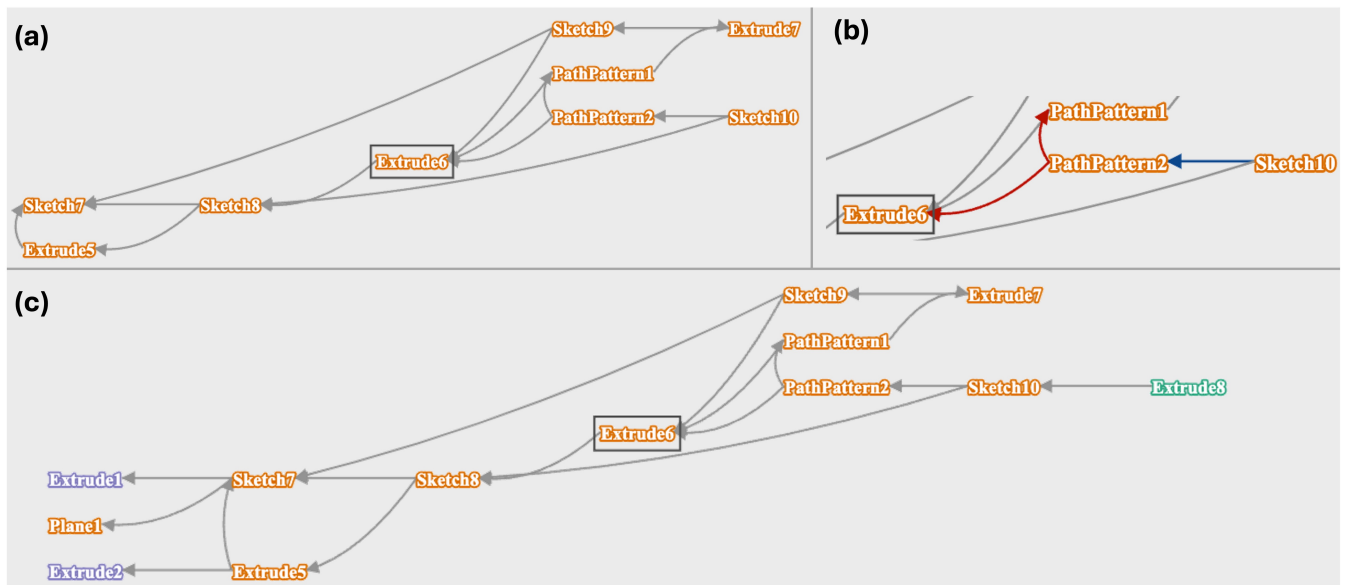 (a)
Sketch9 Extrude7
PathPattern1
PathPattern2 Sketch10
Extrude6
Sketch7 Sketch8
Extrude5
(b)
PathPattern1
PathPattern2 Sketch10
Extrude6
(c)
Sketch9 Extrude7
PathPattern1
PathPattern2 Sketch10 Extrude8
Extrude6
Extrude1 Sketch7 Sketch8
Plane1
Extrude2 Extrude5